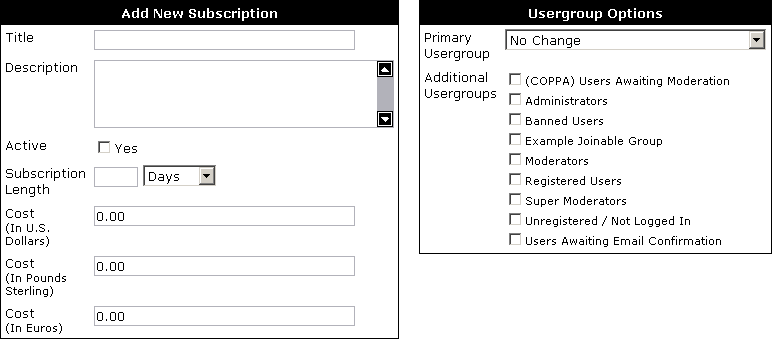 Add New Subscription
Title
Description
Active
Yes
Subscription
Length
Days
Cost
(In U.S.
Dollars)
0.00
Cost
(In Pounds
Sterling)
0.00
Cost
(In Euros)
0.00
Usergroup Options
Primary
Usergroup
No Change
Additional
Usergroups
(COPPA) Users Awaiting Moderation
Administrators
Banned Users
Example Joinable Group
Moderators
Registered Users
Super Moderators
Unregistered / Not Logged In
Users Awaiting Email Confirmation